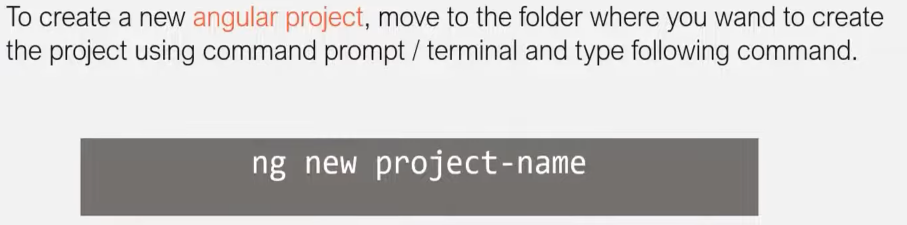 To create a new angular project, move to the folder where you wand to create
the project using command prompt / terminal and type following command.
ng new project-name